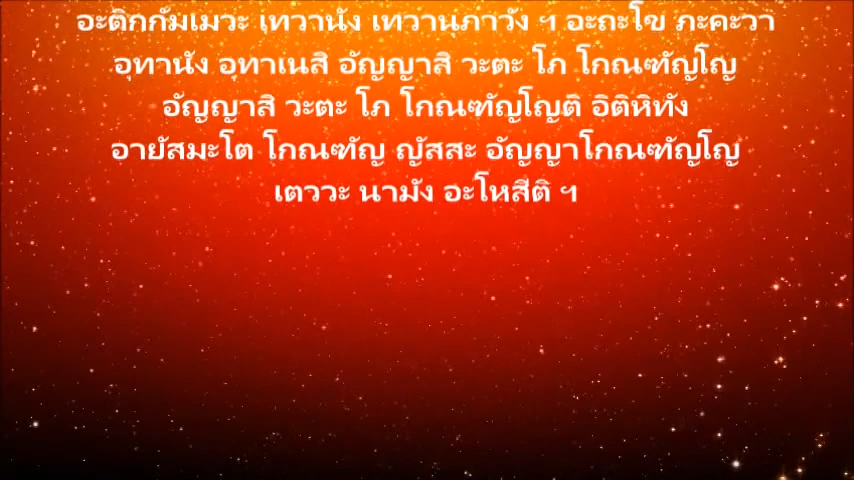 อะติกกัมเมวะ เทวานัง เทวานภาวัง ฯ อะถะโข ภะคะวา
อุทานัง อุทาเนสิ อัญญาสิ วะตะ โภ โกณฑัญโญ
อัญญาสิ วะตะ โภ โกณฑัญโญติ อิติหิทัง
อายัสมะโต โกณฑัญ ญัสสะ อัญญาโกณฑัญโญ
เตววะ นามัง อะโหสีติ ฯ